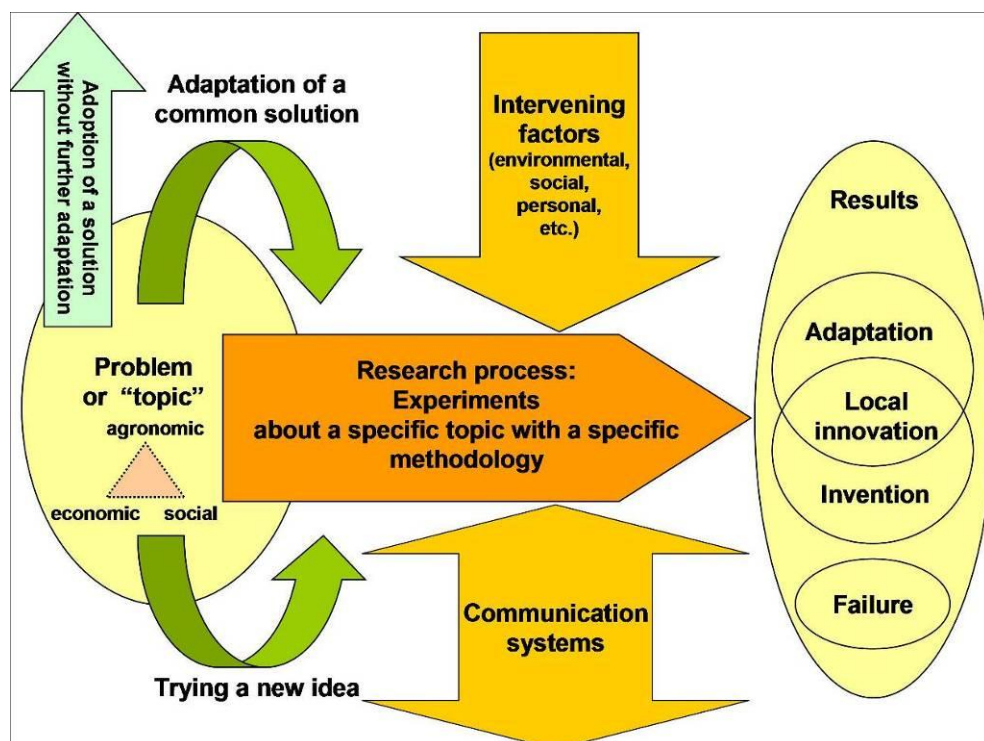 Adoption of a solution
without further adaptation
Adaptation of a
common solution
Intervening
factors
(environmental,
social,
personal,
etc.)
Results
Problem
or “topic”
agronomic
economic social
Research process:
Experiments
about a specific topic with a specific
methodology
Adaptation
Local
innovation
Invention
Failure
Communication
systems
Trying a new idea